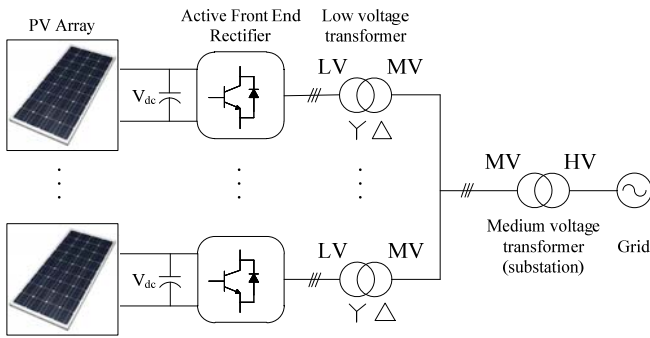 PV Array
Active Front End
Rectifier
Low voltage
transformer
Vdc
LV
MV
MV
HV
Medium voltage
transformer
(substation)
Grid
Vdc
LV
MV